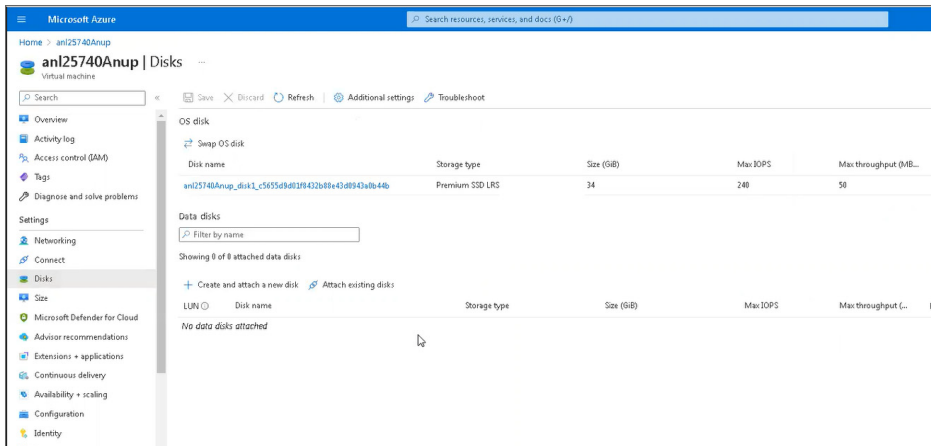 Microsoft Azure
Search resources, services, and docs (G+/)
Home > anl25740Anup
anl25740Anup | Disks ...
Virtual machine
Search
«
Overview
Activity log
Access control (IAM)
Tags
Diagnose and solve problems
Settings
Networking
Connect
Disks
Size
Microsoft Defender for Cloud
Advisor recommendations
Extensions + applications
Continuous delivery
Availability + scaling
Configuration
Identity
Save Discard Refresh Additional settings Troubleshoot
OS disk
Swap OS disk
Disk name Storage type Size (GiB) Max IOPS Max throughput (MB...
anl25740Anup_disk1_c5655d9d01f8432b88e43d0943a0b44b Premium SSD LRS 34 240 50
Data disks
Filter by name
Showing 0 of 0 attached data disks
Create and attach a new disk Attach existing disks
LUN Disk name Storage type Size (GiB) Max IOPS Max throughput (...
No data disks attached